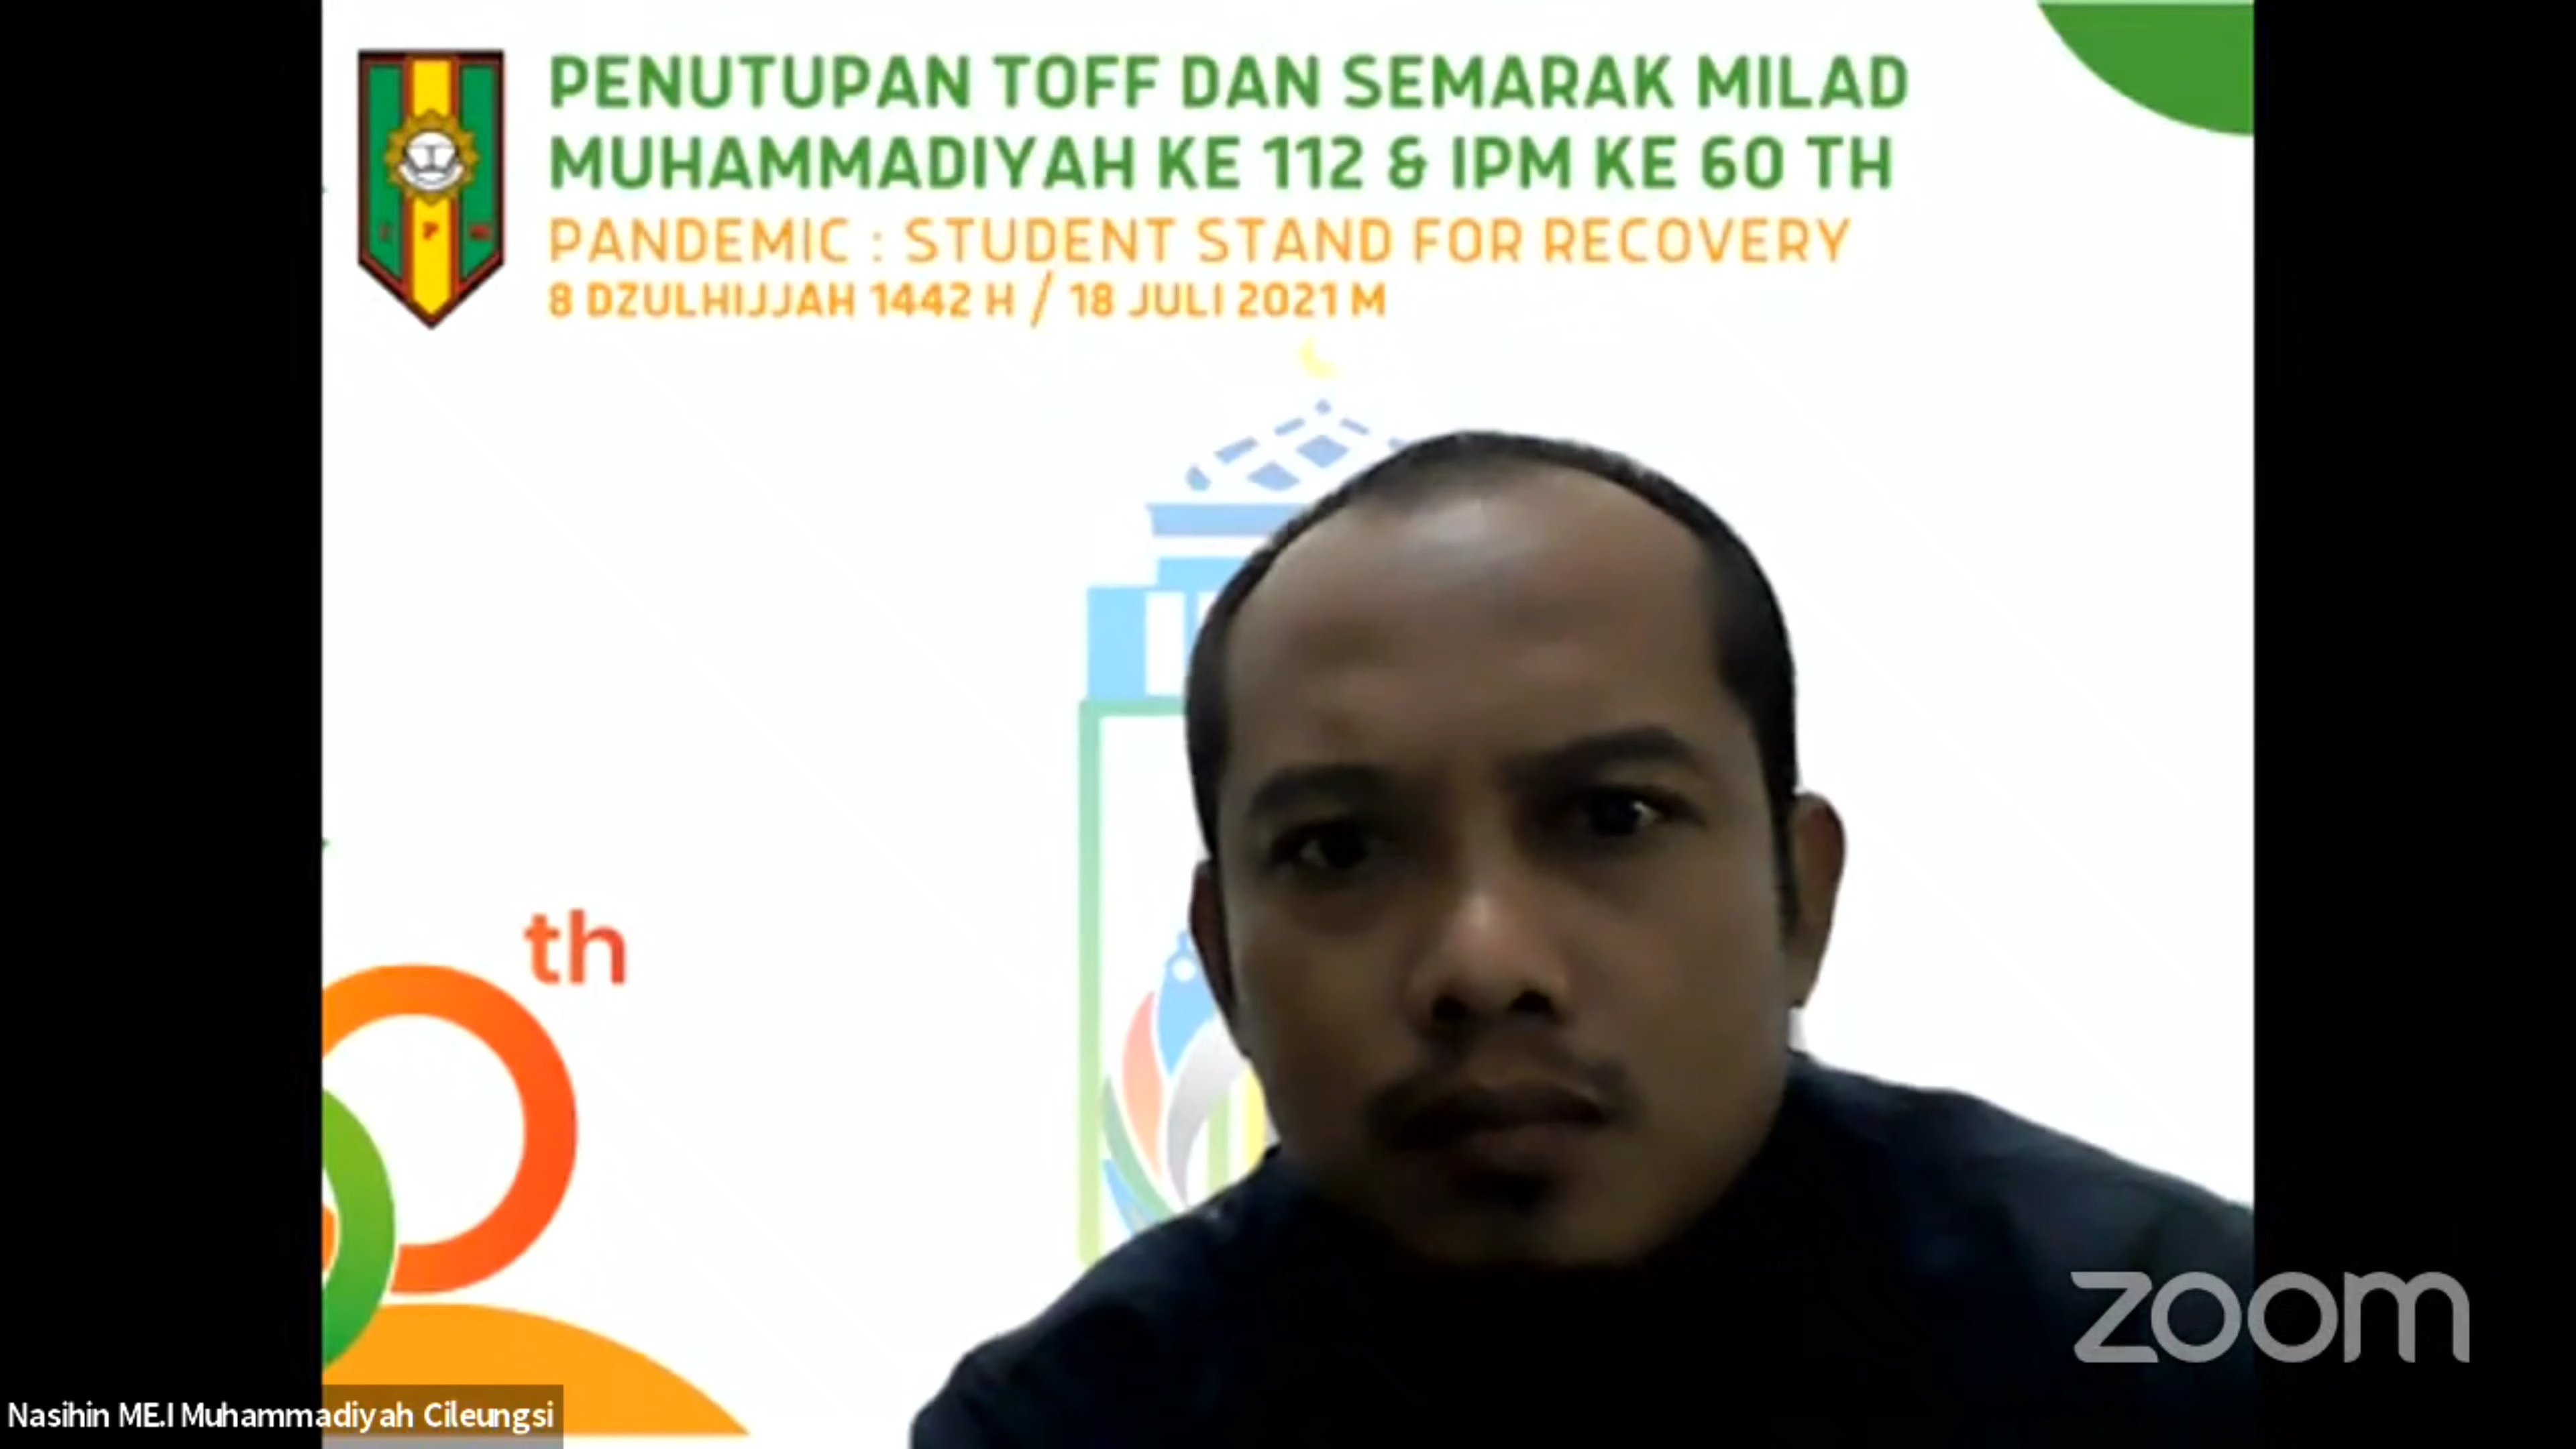 PENUTUPAN TOFF DAN SEMARAK MILAD
MUHAMMADIYAH KE 112 & IPM KE 60 TH
PANDEMIC : STUDENT STAND FOR RECOVERY
8 DZULHIJJAH 1442 H / 18 JULI 2021 M
I P M
th
zoom
Nasihin ME.I Muhammadiyah Cileungsi